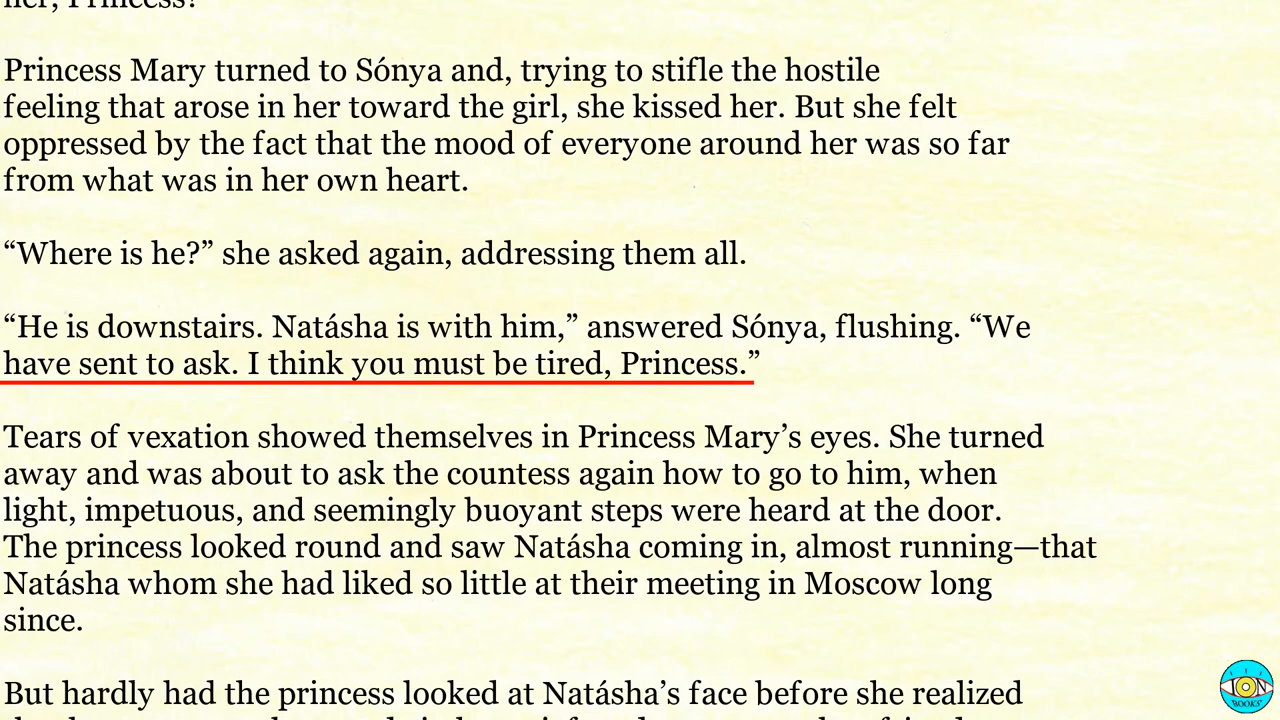 her, Princess?
Princess Mary turned to Sónya and, trying to stifle the hostile
feeling that arose in her toward the girl, she kissed her. But she felt
oppressed by the fact that the mood of everyone around her was so far
from what was in her own heart.
“Where is he?” she asked again, addressing them all.
“He is downstairs. Natásha is with him,” answered Sónya, flushing. “We
have sent to ask. I think you must be tired, Princess.”
Tears of vexation showed themselves in Princess Mary’s eyes. She turned
away and was about to ask the countess again how to go to him, when
light, impetuous, and seemingly buoyant steps were heard at the door.
The princess looked round and saw Natásha coming in, almost running—that
Natásha whom she had liked so little at their meeting in Moscow long
since.
But hardly had the princess looked at Natásha’s face before she realized
ION
BOOKS